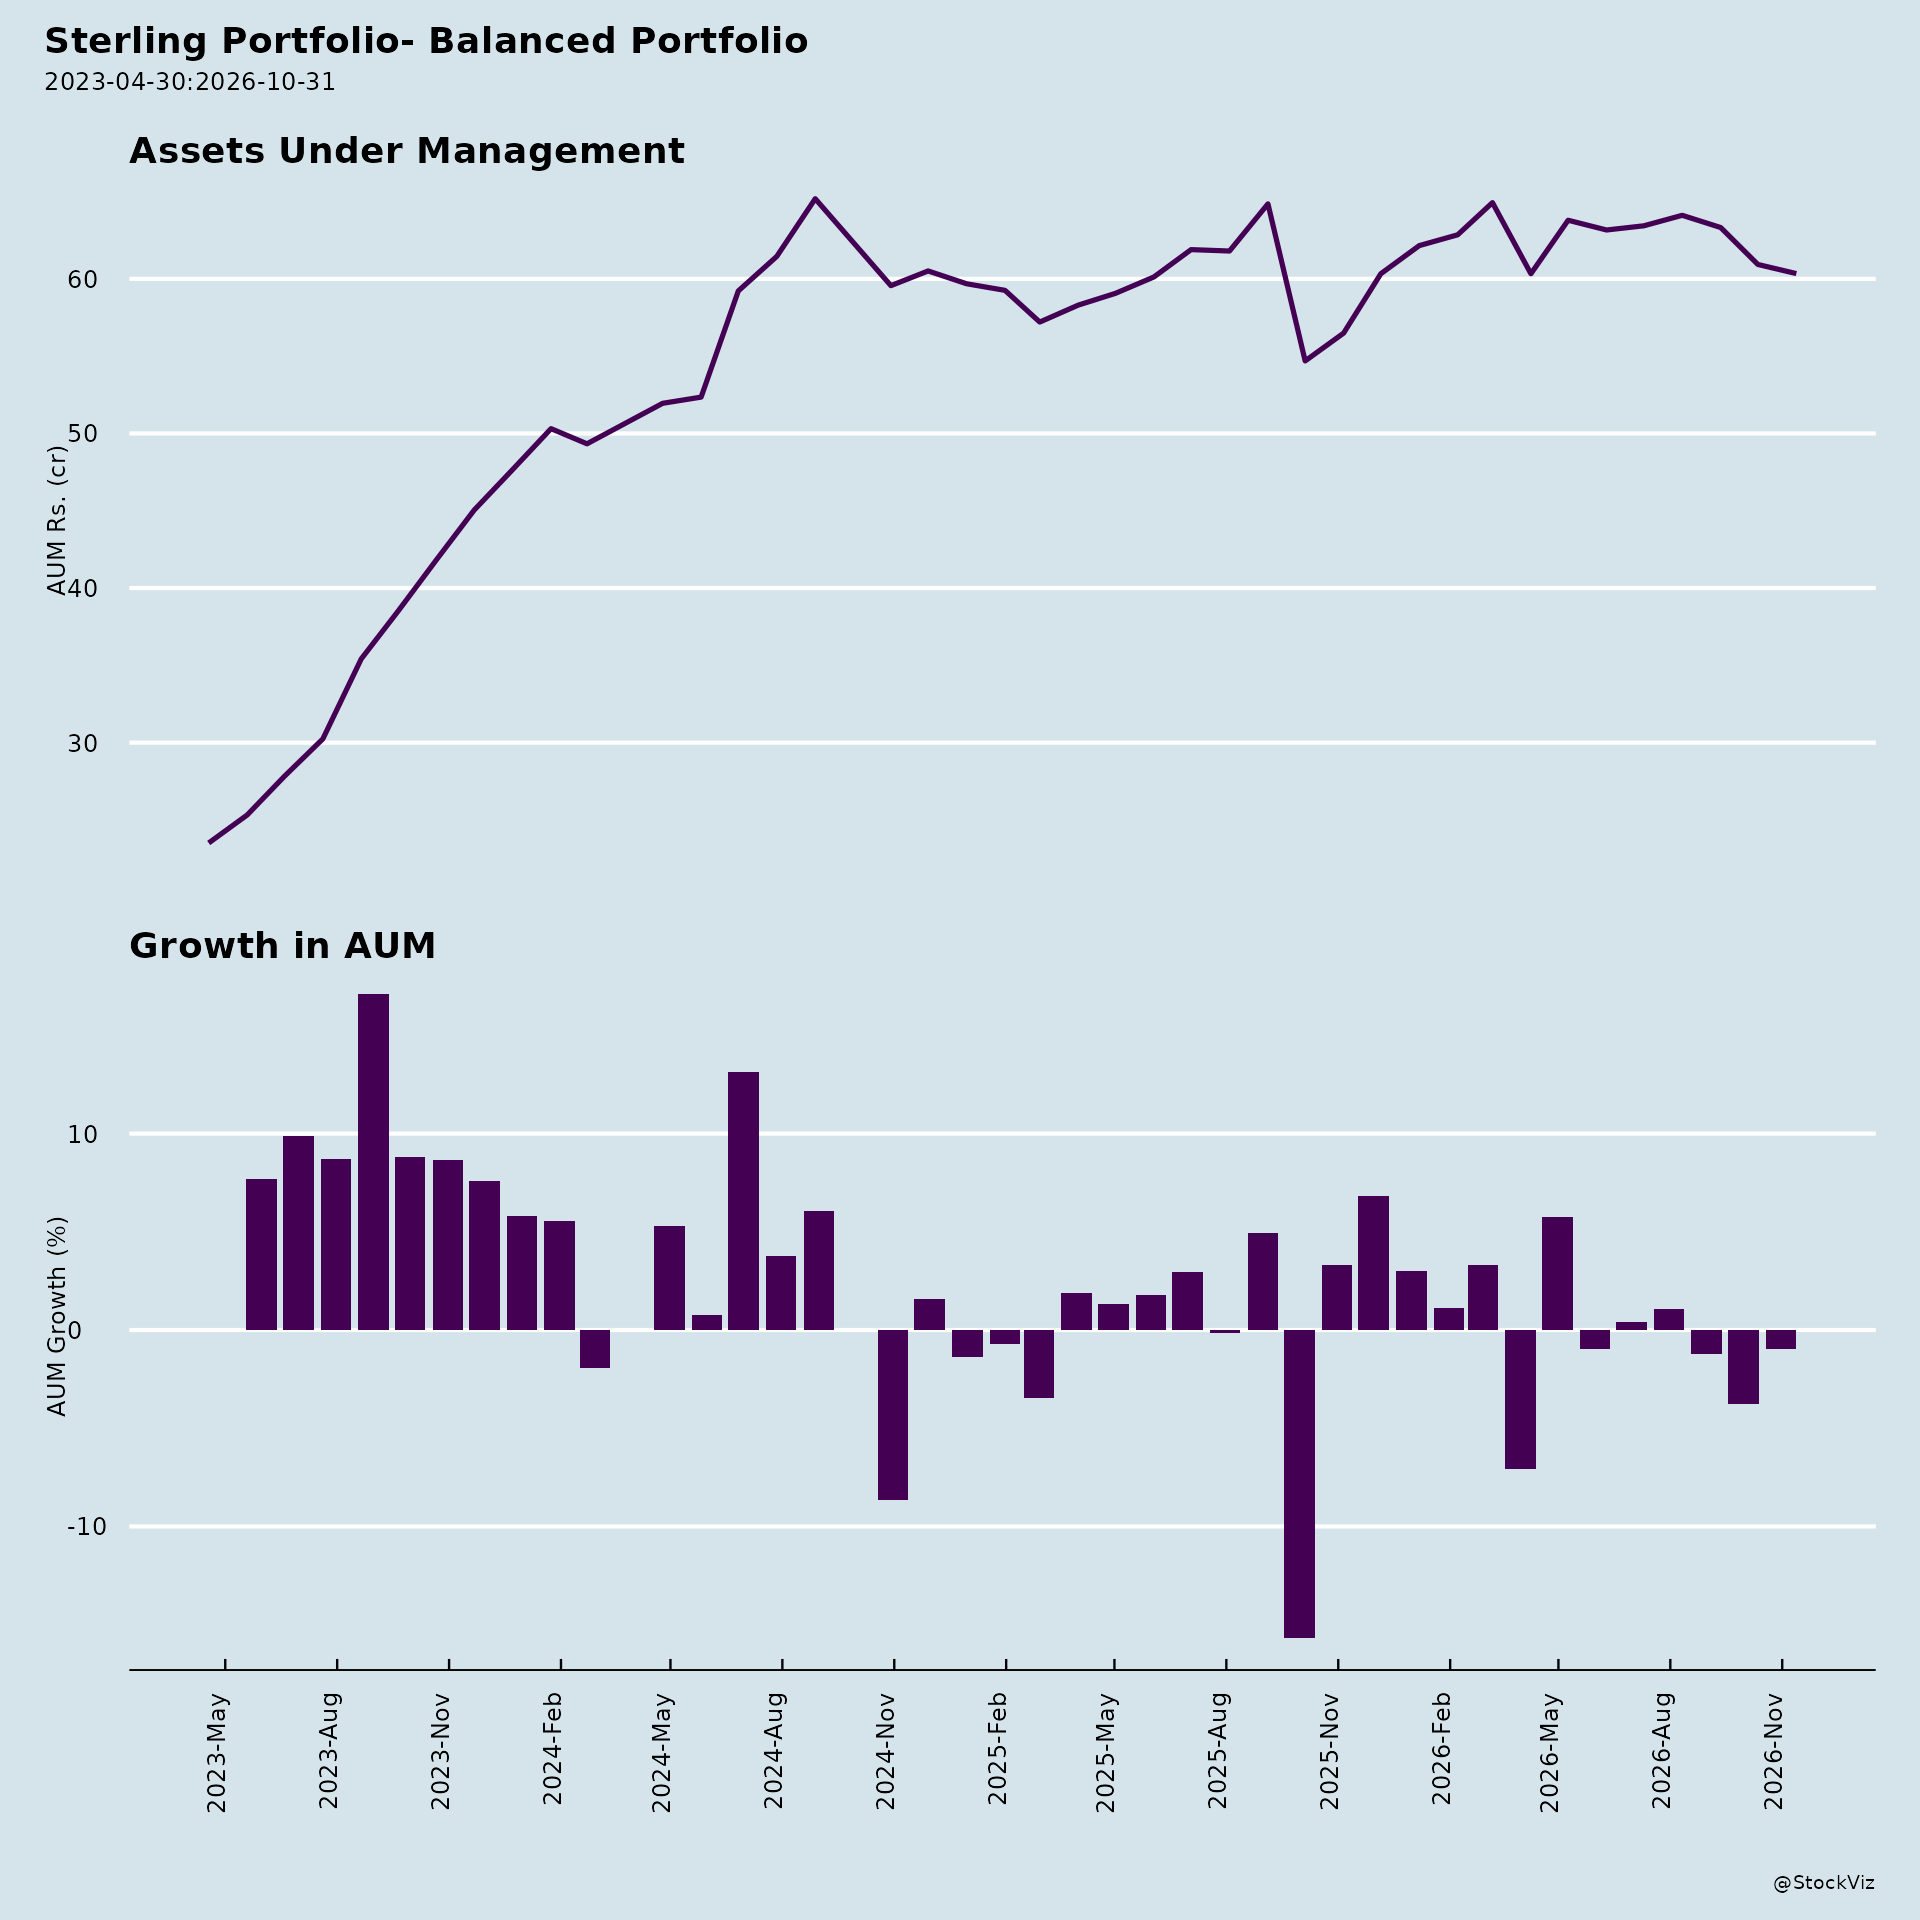 Sterling Portfolio- Balanced Portfolio
2023-04-30:2026-10-31
Assets Under Management
AUM Rs. (cr)
60
50
40
30
Growth in AUM
AUM Growth (%)
10
0
-10
2023-May
2023-Aug
2023-Nov
2024-Feb
2024-May
2024-Aug
2024-Nov
2025-Feb
2025-May
2025-Aug
2025-Nov
2026-Feb
2026-May
2026-Aug
2026-Nov
@StockViz